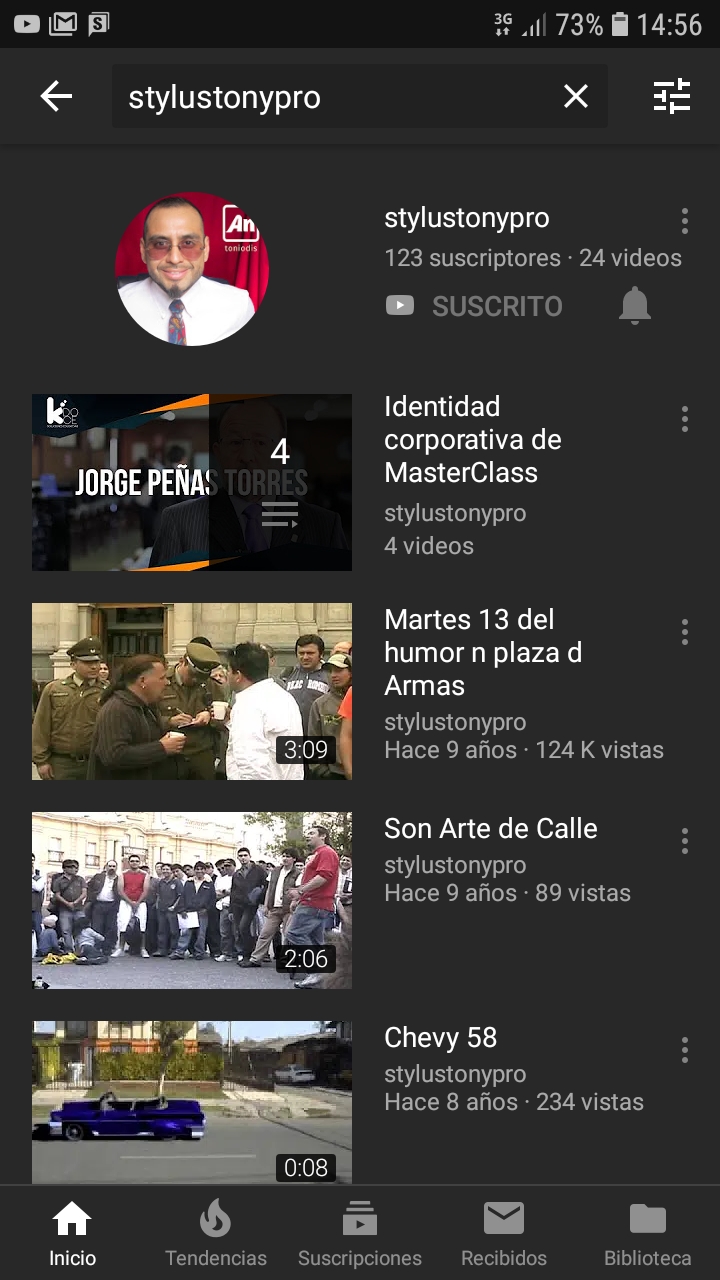 3G 73% 14:56
stylustonypro
An
toniodis
stylustonypro
123 suscriptores · 24 videos
SUSCRITO
JORGE PEÑAS TORRES
4
Identidad
corporativa de
MasterClass
stylustonypro
4 videos
3:09
Martes 13 del
humor n plaza d
Armas
stylustonypro
Hace 9 años · 124 K vistas
2:06
Son Arte de Calle
stylustonypro
Hace 9 años · 89 vistas
0:08
Chevy 58
stylustonypro
Hace 8 años · 234 vistas
Inicio Tendencias Suscripciones Recibidos Biblioteca